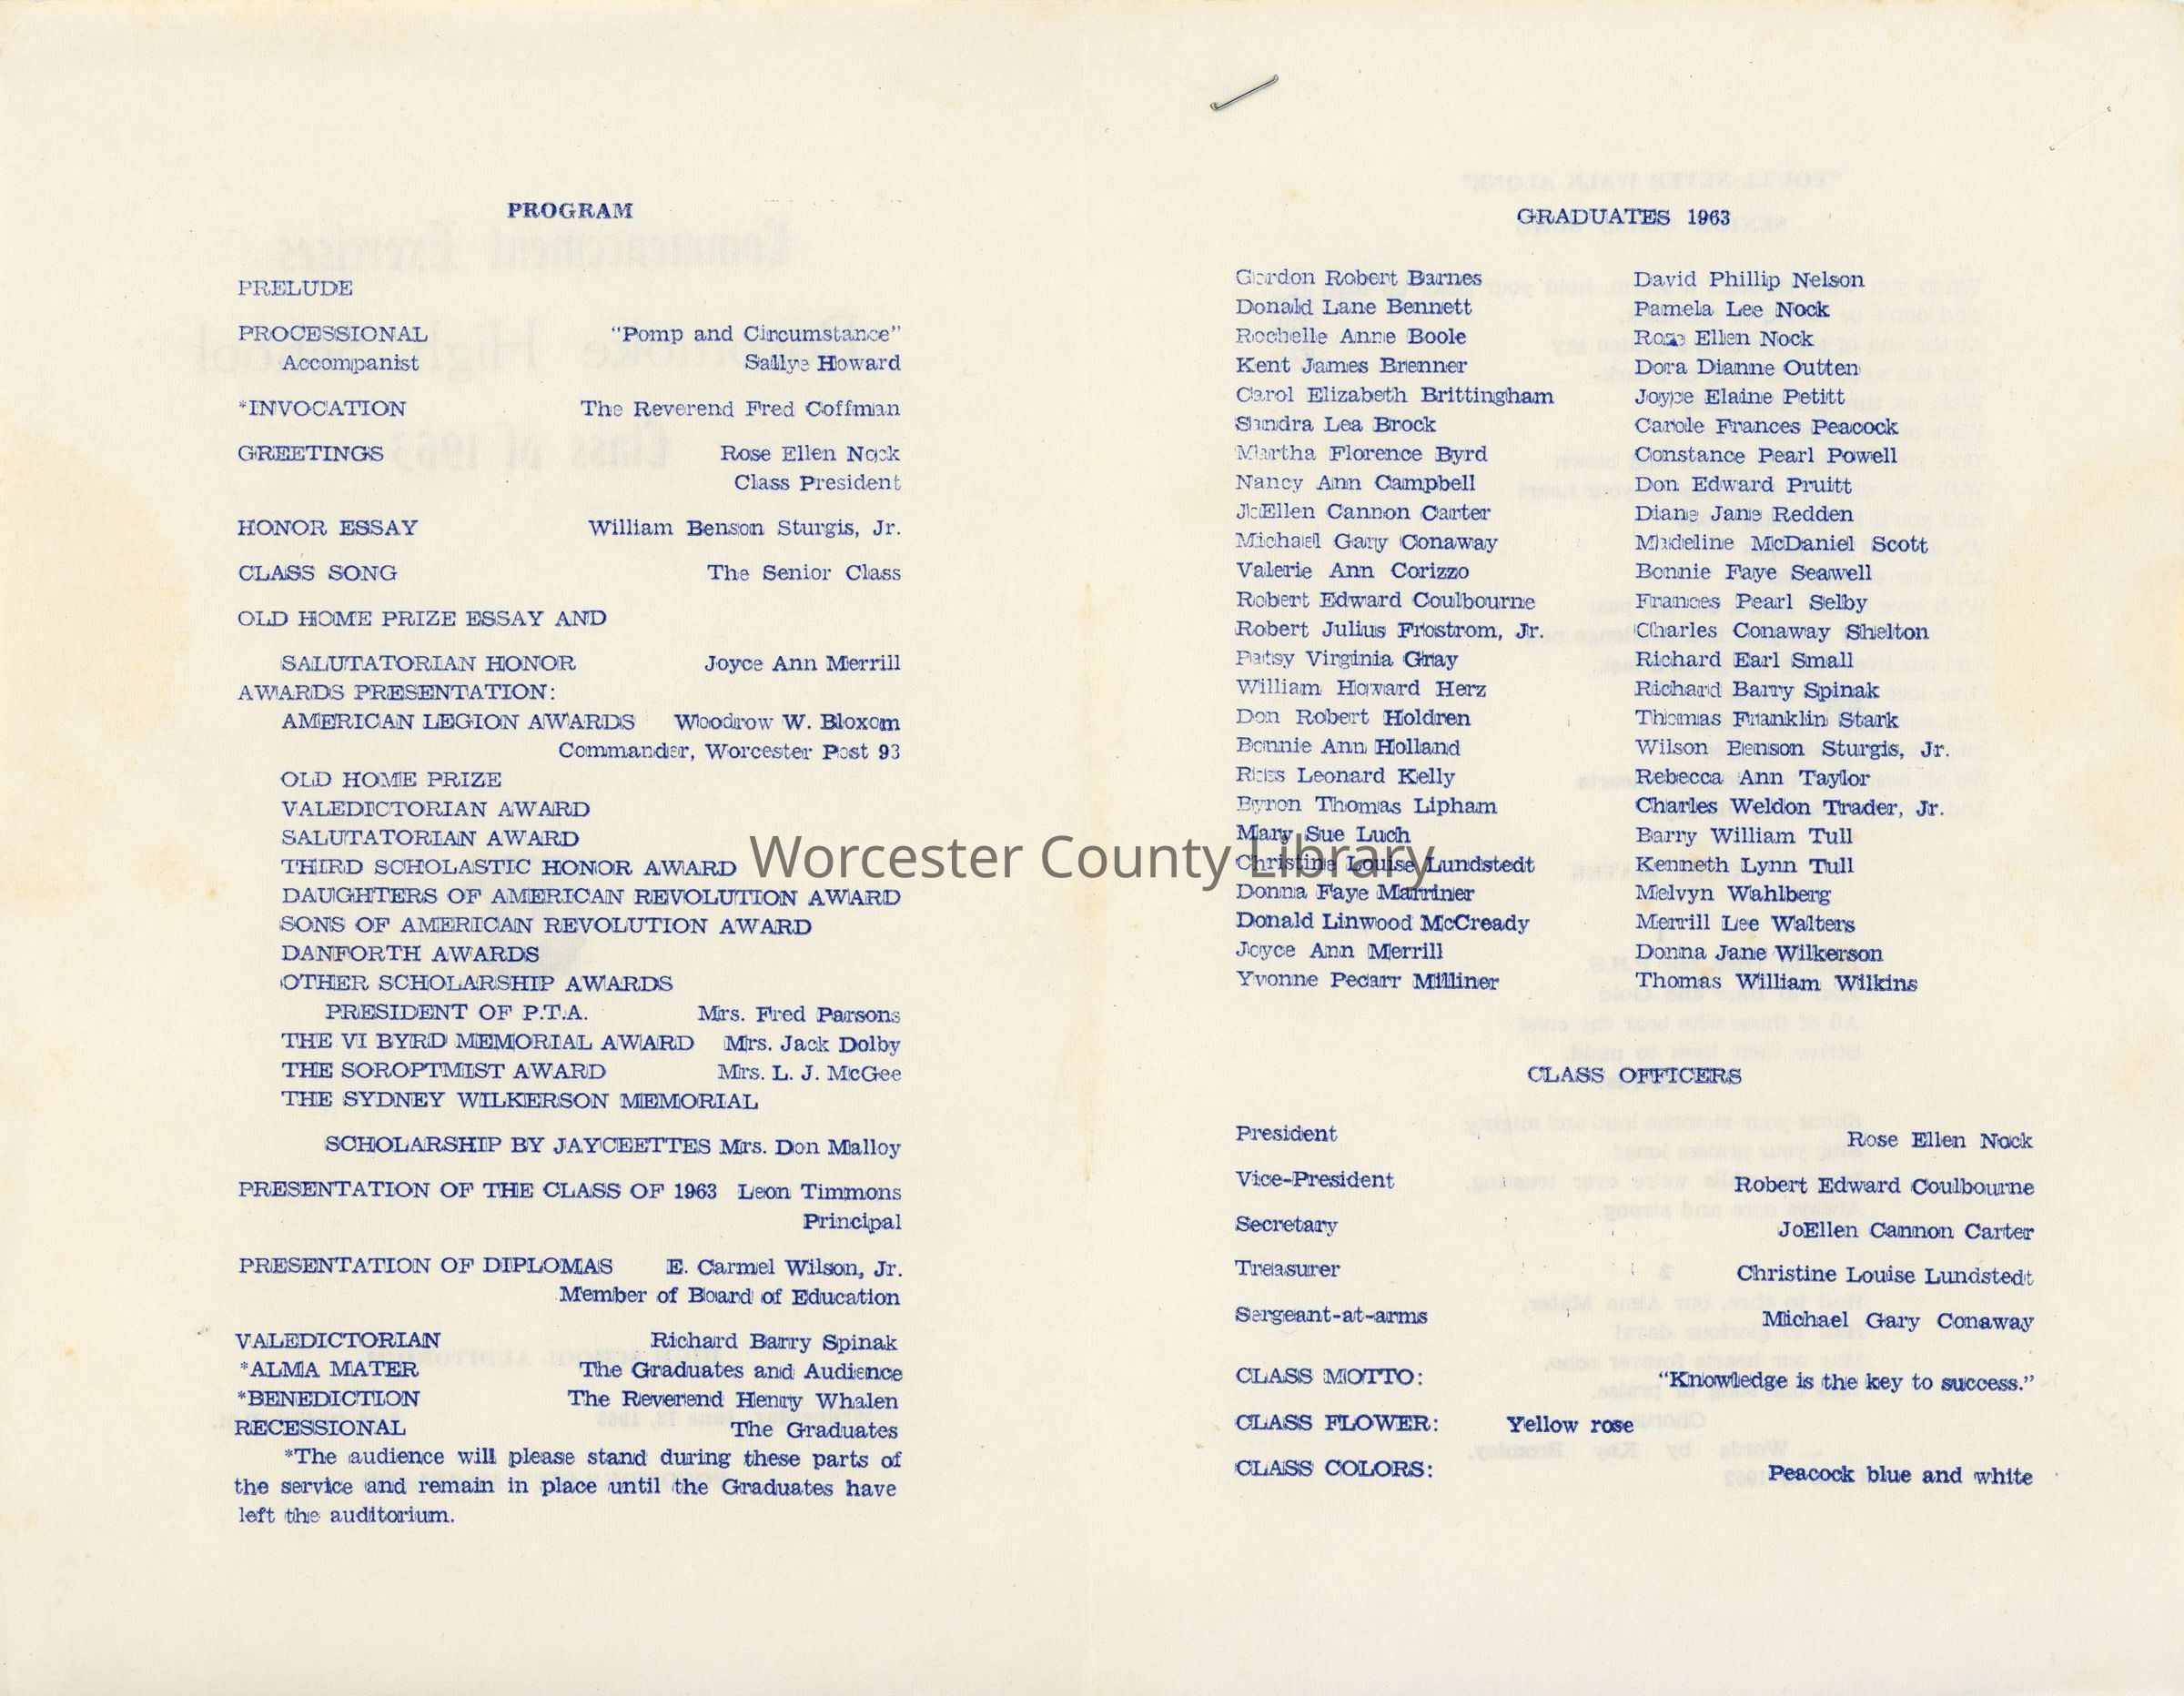 PROGRAM
PRELUDE
PROCESSIONAL "Pomp and Circumstance"
Accompanist Sallye Howard
*INVOCATION The Reverend Fred Coffman
GREETINGS Rose Ellen Nock
Class President
HONOR ESSAY William Benson Sturgis, Jr.
CLASS SONG The Senior Class
OLD HOME PRIZE ESSAY AND
SALUTATORIAN HONOR Joyce Ann Merrill
AWARDS PRESENTATION:
AMERICAN LEGION AWARDS Woodrow W. Bloxom
Commander, Worcester Post 93
OLD HOME PRIZE
VALEDICTORIAN AWARD
SALUTATORIAN AWARD
THIRD SCHOLASTIC HONOR AWARD
DAUGHTERS OF AMERICAN REVOLUTION AWARD
SONS OF AMERICAN REVOLUTION AWARD
DANFORTH AWARDS
OTHER SCHOLARSHIP AWARDS
PRESIDENT OF P.T.A. Mrs. Fred Parsons
THE VI BYRD MEMORIAL AWARD Mrs. Jack Dolby
THE SOROPTMIST AWARD Mrs. L. J. McGee
THE SYDNEY WILKERSON MEMORIAL
SCHOLARSHIP BY JAYCEETTES Mrs. Don Malloy
PRESENTATION OF THE CLASS OF 1963 Leon Timmons
Principal
PRESENTATION OF DIPLOMAS E. Carmel Wilson, Jr.
Member of Board of Education
VALEDICTORIAN Richard Barry Spinak
*ALMA MATER The Graduates and Audience
*BENEDICTION The Reverend Henry Whalen
RECESSIONAL The Graduates
*The audience will please stand during these parts of
the service and remain in place until the Graduates have
left the auditorium.
GRADUATES 1963
Gordon Robert Barnes
Donald Lane Bennett
Rochelle Anne Boole
Kent James Brenner
Carol Elizabeth Brittingham
Sandra Lea Brock
Martha Florence Byrd
Nancy Ann Campbell
JoEllen Cannon Carter
Michael Gary Conaway
Valerie Ann Corizzo
Robert Edward Coulbourne
Robert Julius Frostrom, Jr.
Patsy Virginia Gray
William Howard Herz
Don Robert Holdren
Bonnie Ann Holland
Ross Leonard Kelly
Byron Thomas Lipham
Mary Sue Luch
Christine Louise Lundstedt
Donna Faye Marriner
Donald Linwood McCready
Joyce Ann Merrill
Yvonne Pecarr Milliner
David Phillip Nelson
Pamela Lee Nock
Rose Ellen Nock
Dora Dianne Outten
Joyce Elaine Petitt
Carole Frances Peacock
Constance Pearl Powell
Don Edward Pruitt
Diane Jane Redden
Madeline McDaniel Scott
Bonnie Faye Seawell
Frances Pearl Selby
Charles Conaway Shelton
Richard Earl Small
Richard Barry Spinak
Thomas Franklin Stark
Wilson Benson Sturgis, Jr.
Rebecca Ann Taylor
Charles Weldon Trader, Jr.
Barry William Tull
Kenneth Lynn Tull
Melvyn Wahlberg
Merrill Lee Walters
Donna Jane Wilkerson
Thomas William Wilkins
Worcester County Library
CLASS OFFICERS
President Rose Ellen Nock
Vice-President Robert Edward Coulbourne
Secretary JoEllen Cannon Carter
Treasurer Christine Louise Lundstedt
Sergeant-at-arms Michael Gary Conaway
CLASS MOTTO: "Knowledge is the key to success."
CLASS FLOWER: Yellow rose
CLASS COLORS: Peacock blue and white